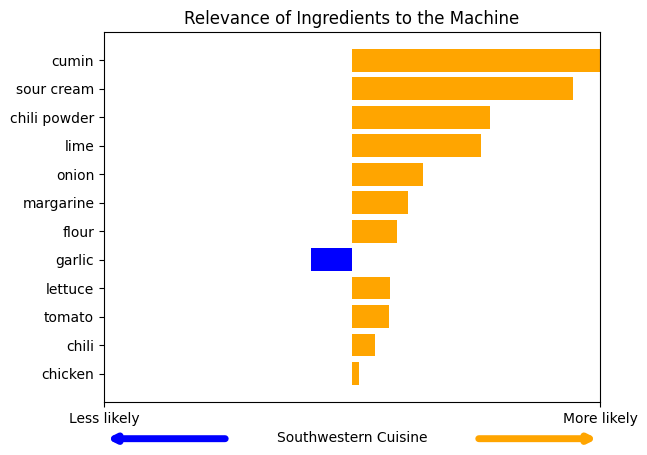 Relevance of Ingredients to the Machine
cumin
sour cream
chili powder
lime
onion
margarine
flour
garlic
lettuce
tomato
chili
chicken
Less likely
More likely
Southwestern Cuisine